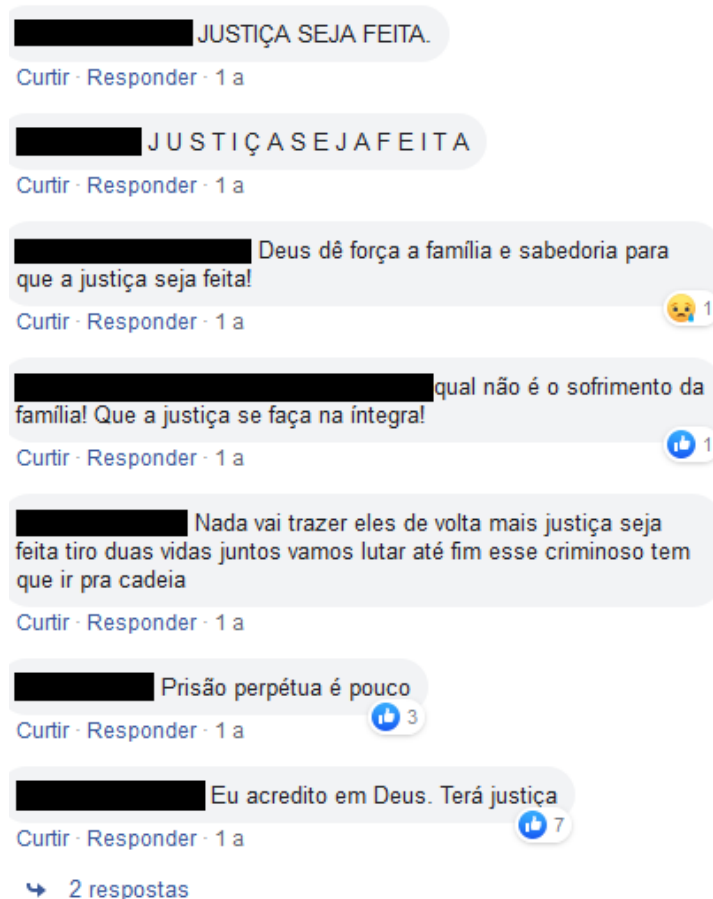 JUSTIÇA SEJA FEITA.
Curtir · Responder · 1 a
J U S T I Ç A S E J A F E I T A
Curtir · Responder · 1 a
Deus dê força a família e sabedoria para
que a justiça seja feita!
1
Curtir · Responder · 1 a
qual não é o sofrimento da
família! Que a justiça se faça na íntegra!
1
Curtir · Responder · 1 a
Nada vai trazer eles de volta mais justiça seja
feita tiro duas vidas juntos vamos lutar até fim esse criminoso tem
que ir pra cadeia
Curtir · Responder · 1 a
Prisão perpétua é pouco
3
Curtir · Responder · 1 a
Eu acredito em Deus. Terá justiça
7
Curtir · Responder · 1 a
2 respostas